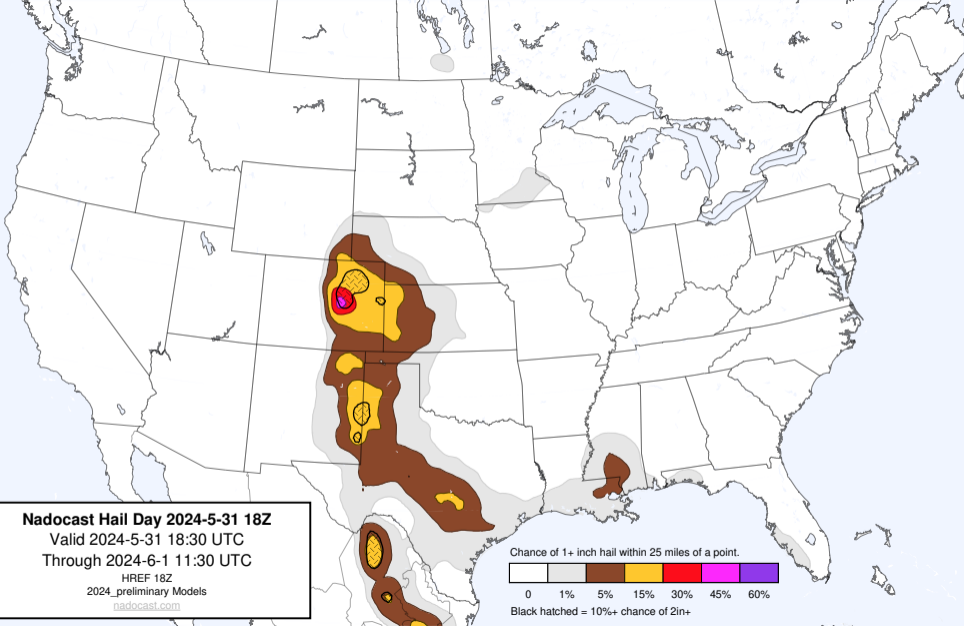 Nadocast Hail Day 2024-5-31 18Z
Valid 2024-5-31 18:30 UTC
Through 2024-6-1 11:30 UTC
HREF 18Z
2024_preliminary Models
nadocast.com
Chance of 1+ inch hail within 25 miles of a point.
0 1% 5% 15% 30% 45% 60%
Black hatched = 10%+ chance of 2in+